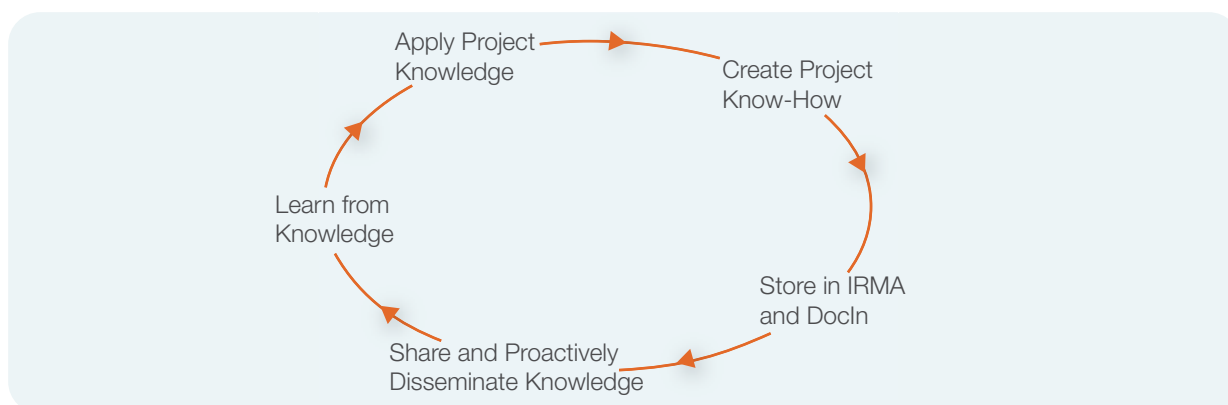 Apply Project
Knowledge
Create Project
Know-How
Store in IRMA
and DocIn
Share and Proactively
Disseminate Knowledge
Learn from
Knowledge